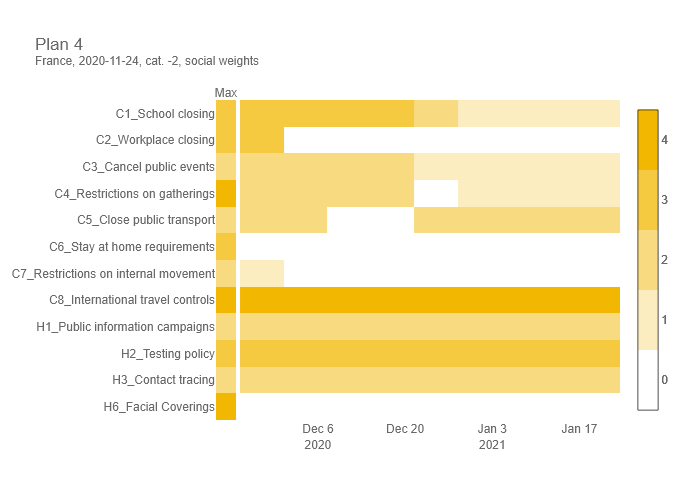 Plan 4
France, 2020-11-24, cat. -2, social weights
Max
C1_School closing
C2_Workplace closing
C3_Cancel public events
C4_Restrictions on gatherings
C5_Close public transport
C6_Stay at home requirements
C7_Restrictions on internal movement
C8_International travel controls
H1_Public information campaigns
H2_Testing policy
H3_Contact tracing
H6_Facial Coverings
Dec 6
2020
Dec 20
Jan 3
2021
Jan 17
4
3
2
1
0